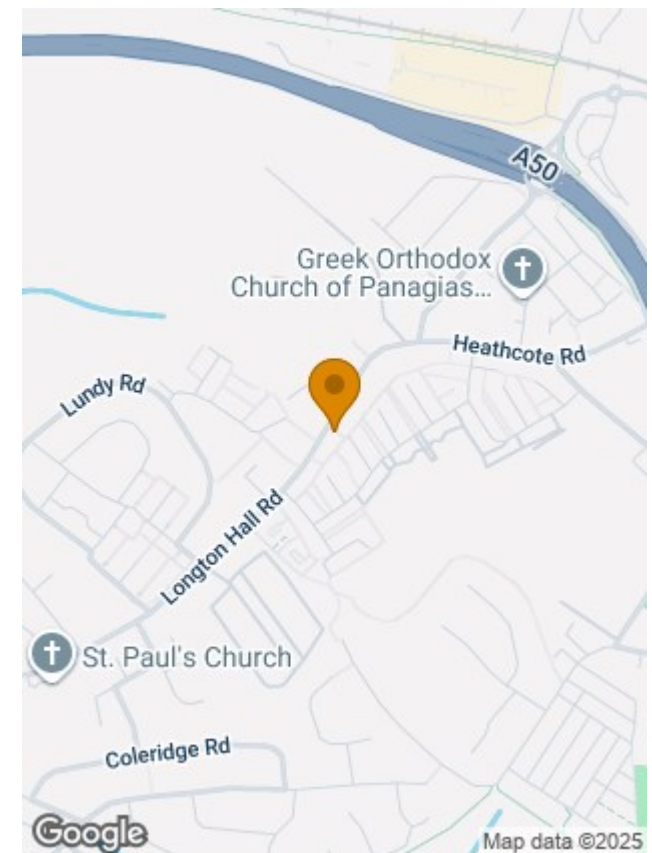 A50
Greek Orthodox
Church of Panagias...
Heathcote Rd
Lundy Rd
Longton Hall Rd
St. Paul's Church
Coleridge Rd
Google
Map data ©2025